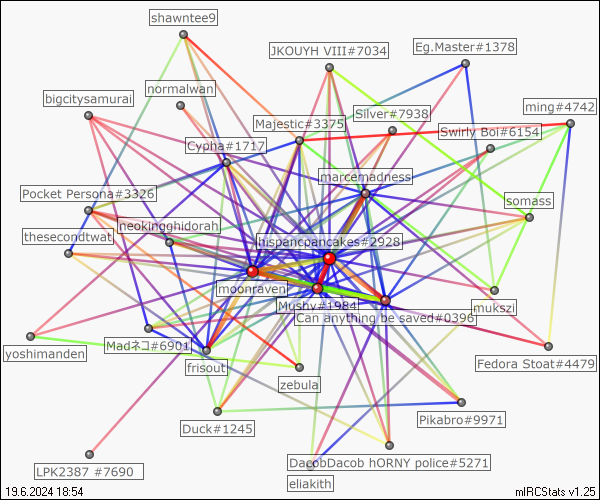 shawntee9
JKOUYH VIII#7034
Eg.Master#1378
normalwan
bigcitysamurai
Silver#7938
ming#4742
Majestic#3375
Swirly Boi#6154
Cypha#1717
marcemadness
Pocket Persona#3326
somass
neokingghidorah
thesecondtwat
hispancpancakes#2928
moonraven
Mushy#1984
mukszi
Can anything be saved#0396
Madネコ#6901
yoshimanden
frisout
Fedora Stoat#4479
zebula
Duck#1245
Pikabro#9971
LPK2387 #7690
DacobDacob hORNY police#5271
eliakith
19.6.2024 18:54
mIRCStats v1.25